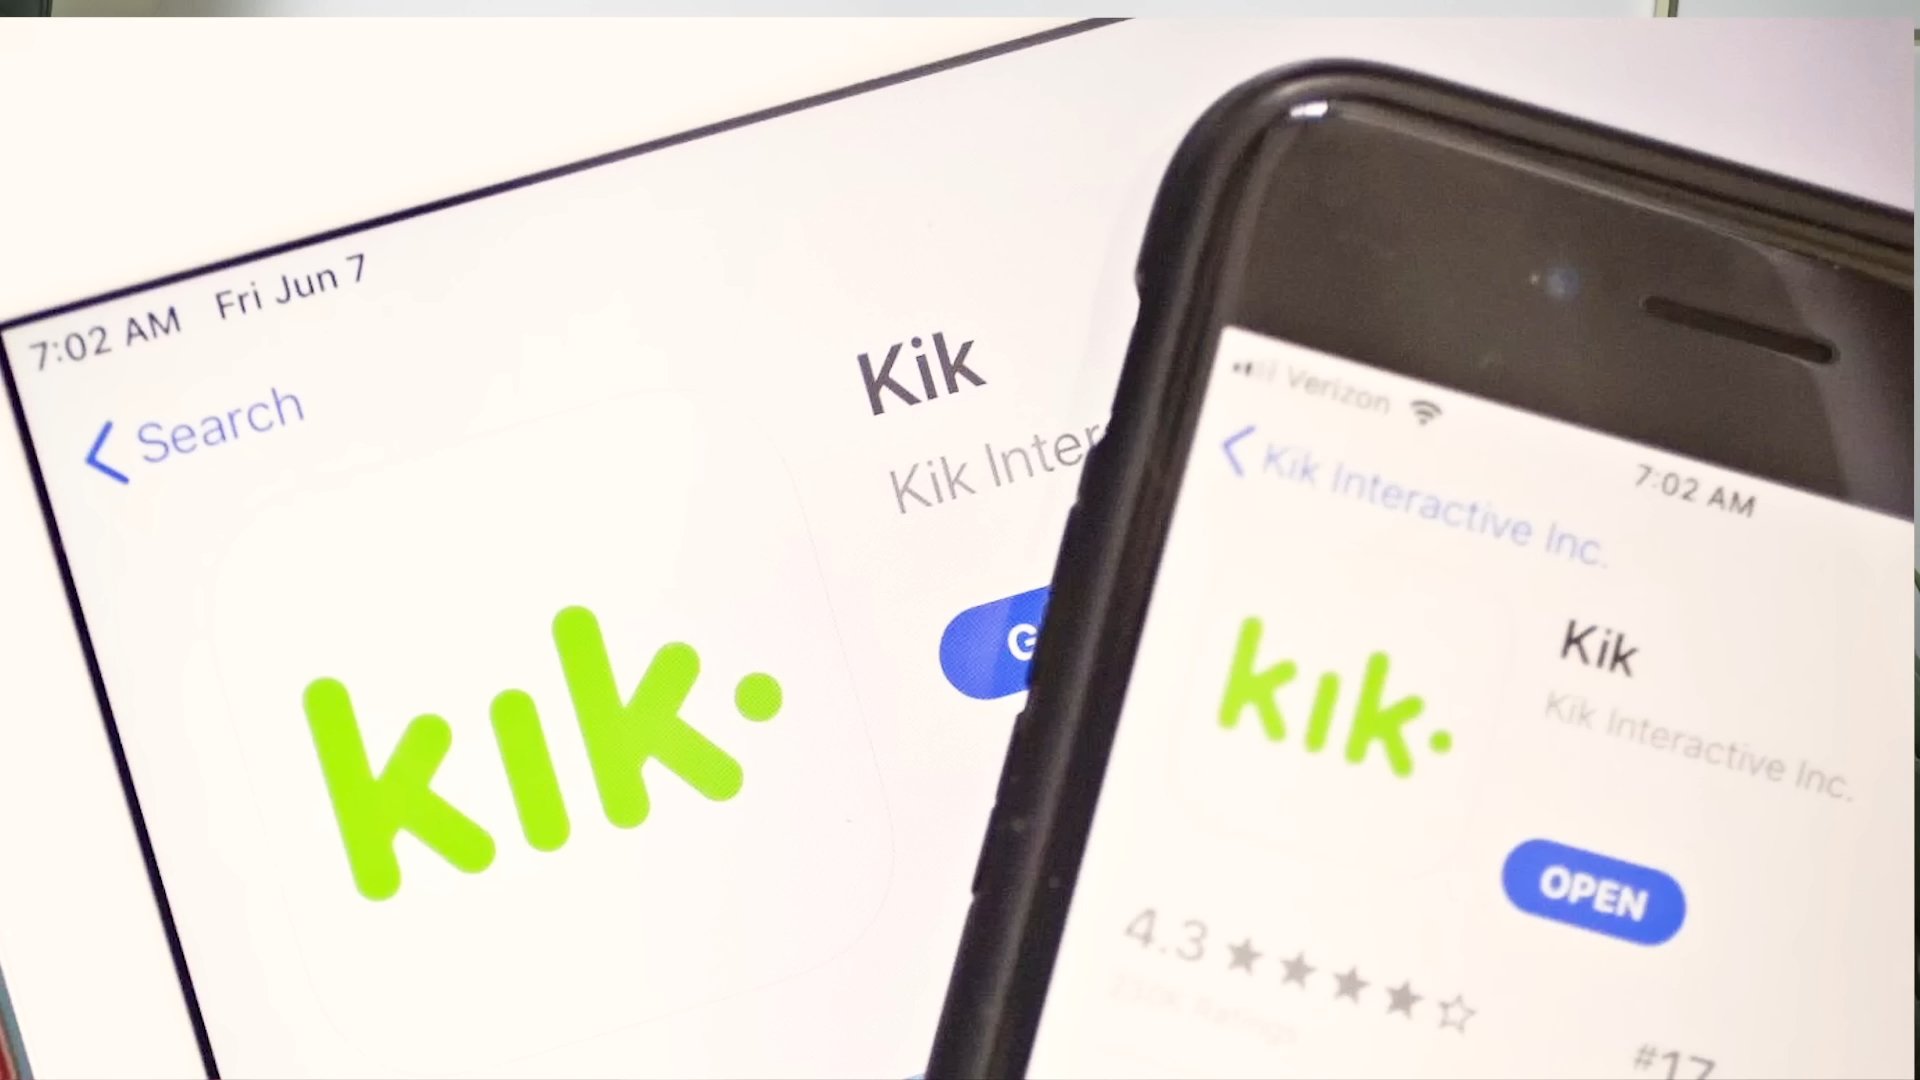 7:02 AM Fri Jun 7
Search
Kik
Kik Inter
G
kik.
Verizon
7:02 AM
Kik Interactive Inc.
kik.
Kik
Kik Interactive Inc.
OPEN
4.3
Ratings
#17